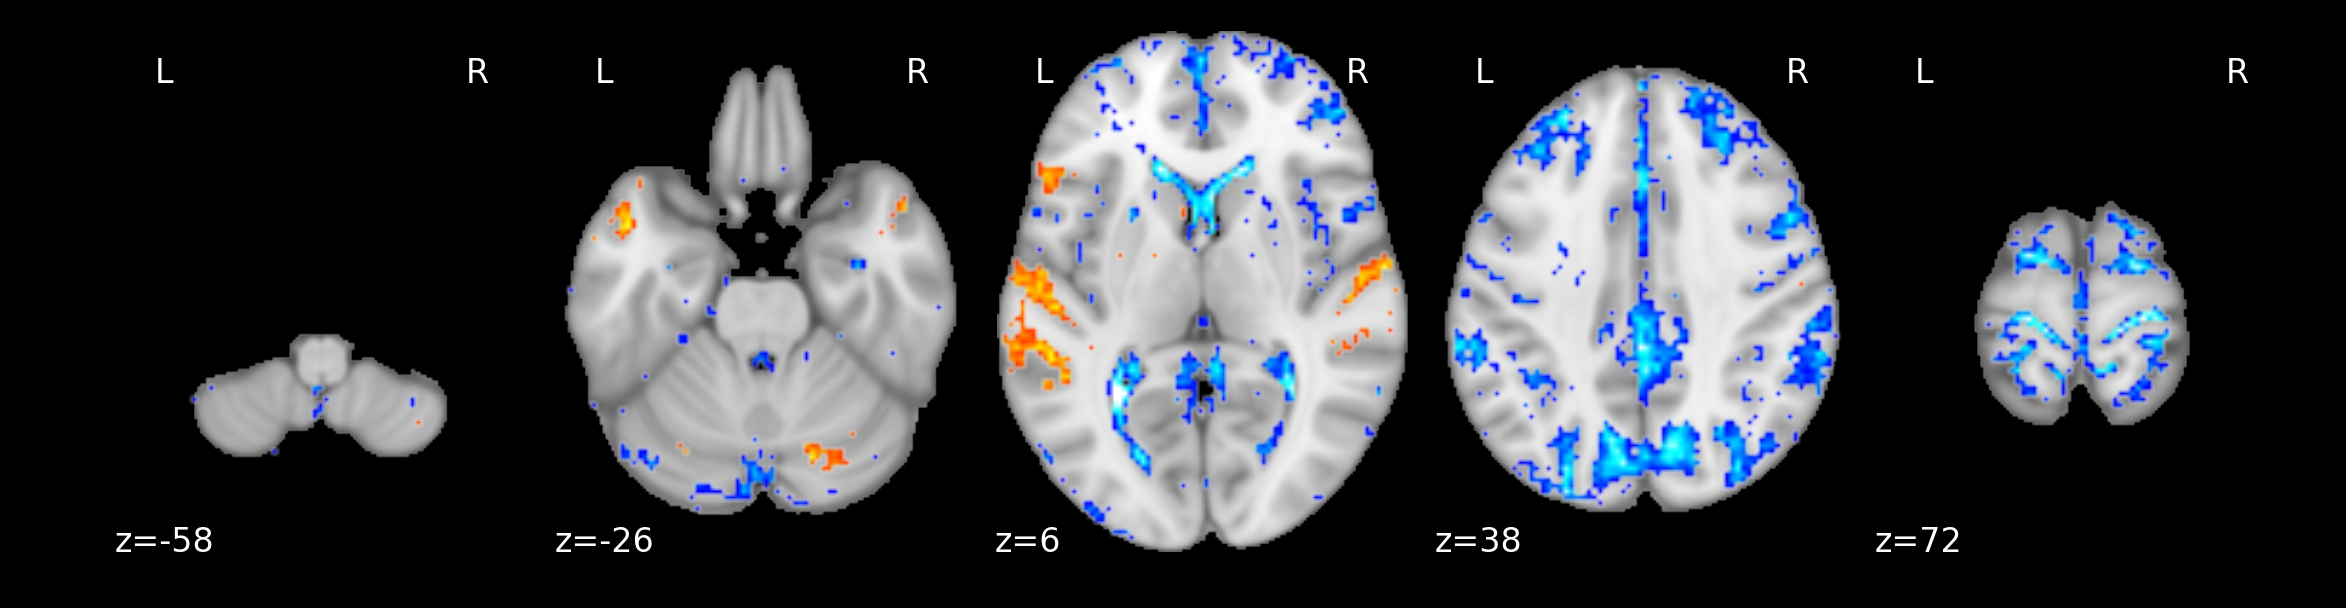 L R L R L R L R L R
z=-58 z=-26 z=6 z=38 z=72